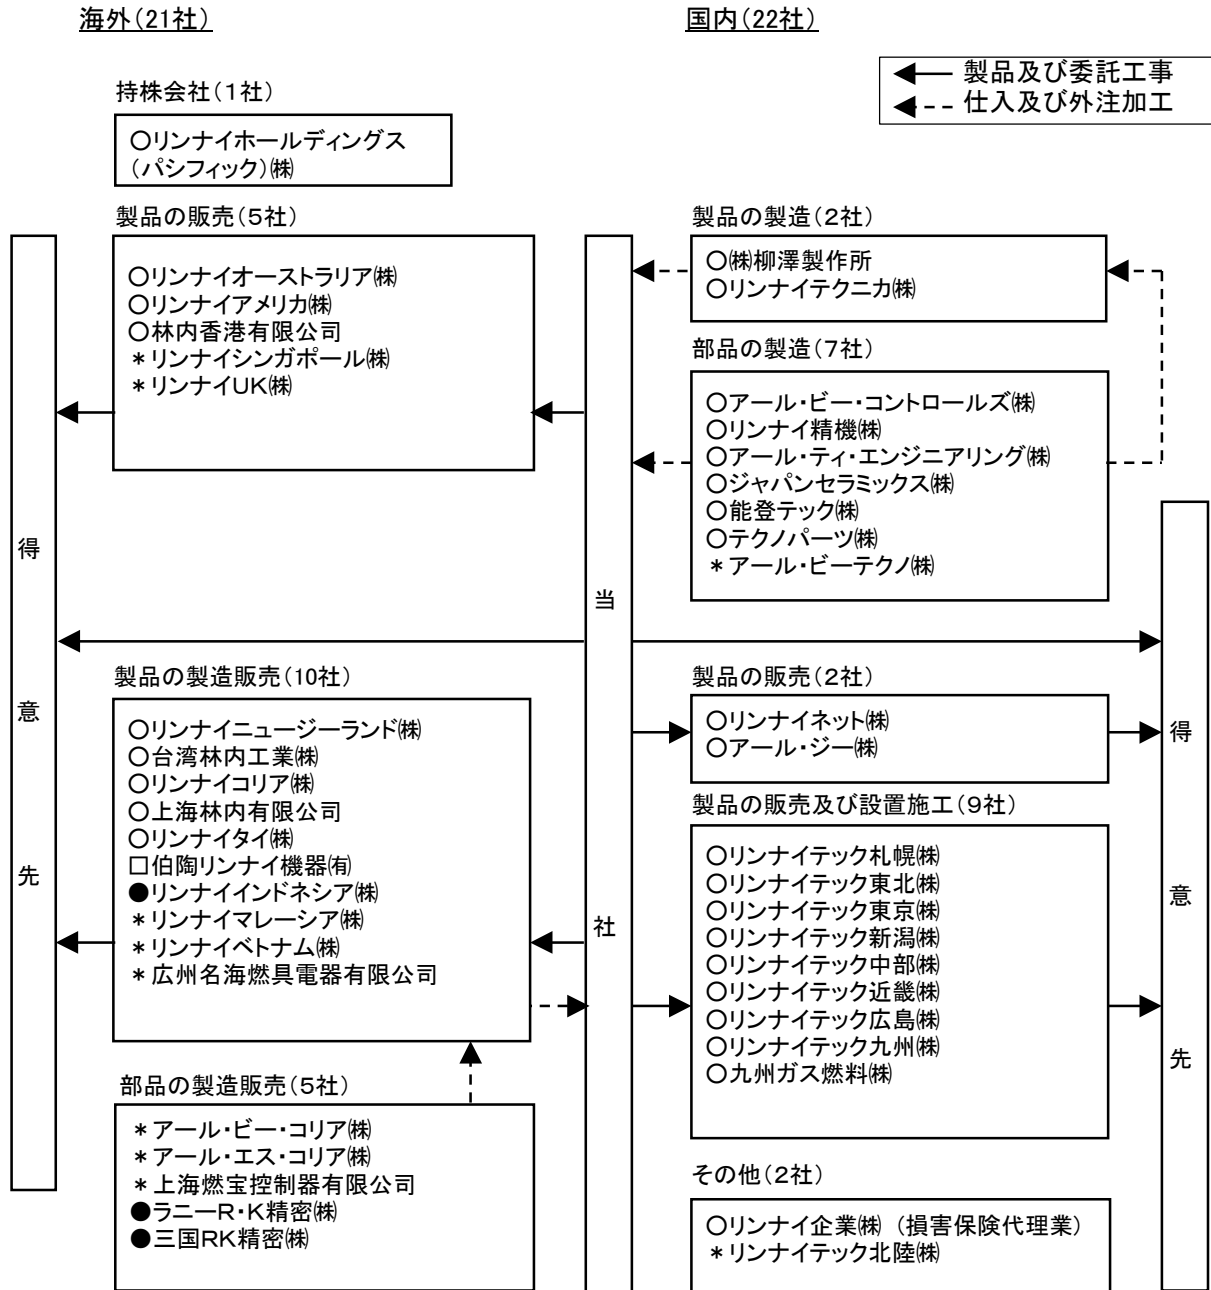 海外(21社)
国内(22社)
製品及び委託工事
仕入及び外注加工
持株会社(1社)
○リンナイホールディングス
(パシフィック)㈱
製品の販売(5社)
○リンナイオーストラリア㈱
○リンナイアメリカ㈱
○林内香港有限公司
*リンナイシンガポール㈱
*リンナイUK㈱
製品の製造(2社)
○㈱柳澤製作所
○リンナイテクニカ㈱
部品の製造(7社)
○アール・ビー・コントロールズ㈱
○リンナイ精機㈱
○アール・ティ・エンジニアリング㈱
○ジャパンセラミックス㈱
○能登テック㈱
○テクノパーツ㈱
*アール・ビーテクノ㈱
得意先
当社
得意先
製品の製造販売(10社)
○リンナイニュージーランド㈱
○台湾林内工業㈱
○リンナイコリア㈱
○上海林内有限公司
○リンナイタイ㈱
□伯陶リンナイ機器㈲
●リンナイインドネシア㈱
*リンナイマレーシア㈱
*リンナイベトナム㈱
*広州名海燃具電器有限公司
製品の販売(2社)
○リンナイネット㈱
○アール・ジー㈱
製品の販売及び設置施工(9社)
○リンナイテック札幌㈱
○リンナイテック東北㈱
○リンナイテック東京㈱
○リンナイテック新潟㈱
○リンナイテック中部㈱
○リンナイテック近畿㈱
○リンナイテック広島㈱
○リンナイテック九州㈱
○九州ガス燃料㈱
部品の製造販売(5社)
*アール・ビー・コリア㈱
*アール・エス・コリア㈱
*上海燃宝控制器有限公司
●ラニーR・K精密㈱
●三国RK精密㈱
その他(2社)
○リンナイ企業㈱ (損害保険代理業)
*リンナイテック北陸㈱